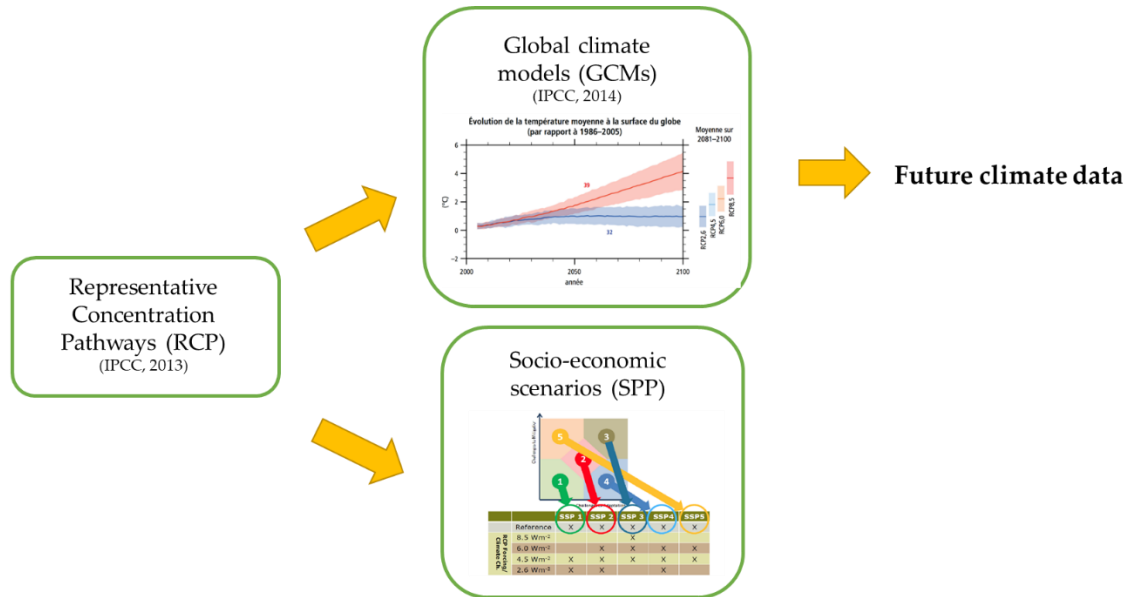 Global climate
models (GCMs)
(IPCC, 2014)
Évolution de la température moyenne à la surface du globe
(par rapport à 1986–2005)
Moyenne sur
2081–2100
6
4
2
0
−2
(°C)
39
32
2000
2050
2100
année
RCP2,6
RCP4,5
RCP6,0
RCP8,5
Future climate data
Representative
Concentration
Pathways (RCP)
(IPCC, 2013)
Socio-economic
scenarios (SPP)
5
3
2
1
4
SSP 1 SSP 2 SSP 3 SSP4 SSP5
Reference X X X X X
8.5 Wm⁻² X
6.0 Wm⁻² X X X X
4.5 Wm⁻² X X X X X
2.6 Wm⁻² X X X
RCP Forcing/
Climate Ch.